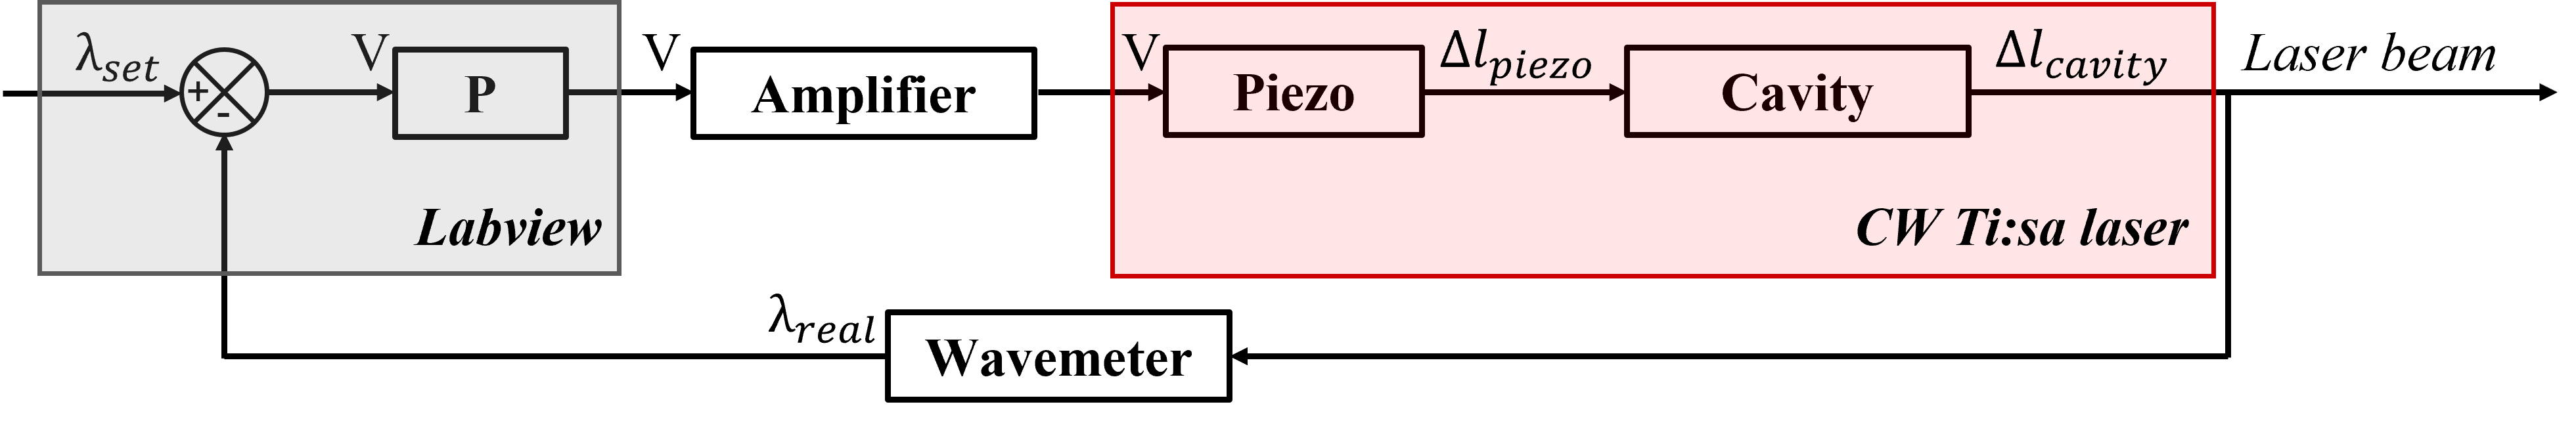 λset
V
V
V
Δlpiezo
Δlcavity
Laser beam
+
-
P
Amplifier
Piezo
Cavity
Labview
CW Ti:sa laser
λreal
Wavemeter